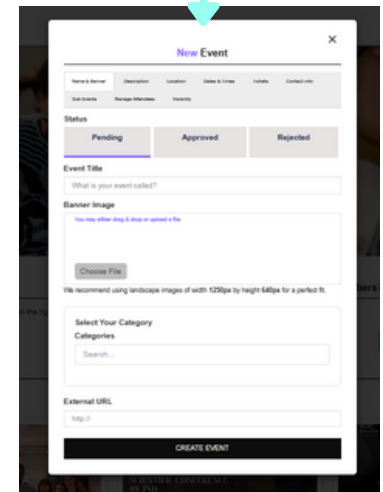 New Event
Name & Banner Description Location Dates & Times Tickets Contact Info
Sub Events Manage Attendees Visibility
Status
Pending Approved Rejected
Event Title
What is your event called?
Banner Image
You may either drag & drop or upload a file.
Choose File
We recommend using landscape images of width 1250px by height 640px for a perfect fit.
Select Your Category
Categories
Search...
External URL
http://
CREATE EVENT
SCIENTIFIC CONFERENCE